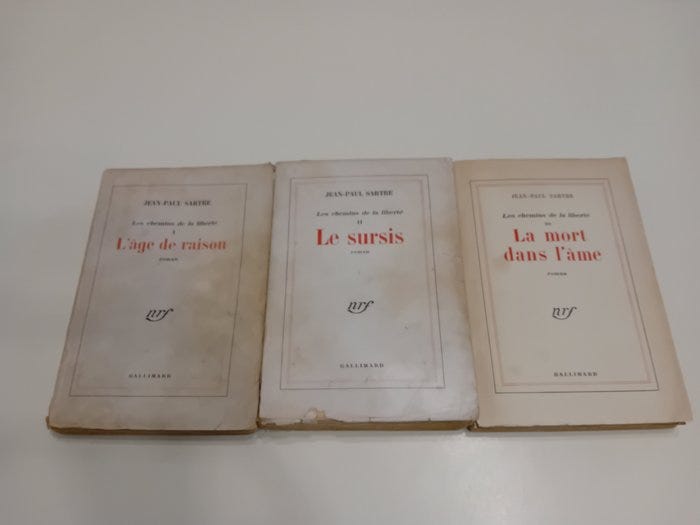 JEAN-PAUL SARTRE
Les chemins de la liberté
I
L'âge de raison
roman
nrf
GALLIMARD
JEAN-PAUL SARTRE
Les chemins de la liberté
II
Le sursis
roman
nrf
GALLIMARD
JEAN-PAUL SARTRE
Les chemins de la liberté
III
La mort
dans l'âme
roman
nrf
GALLIMARD